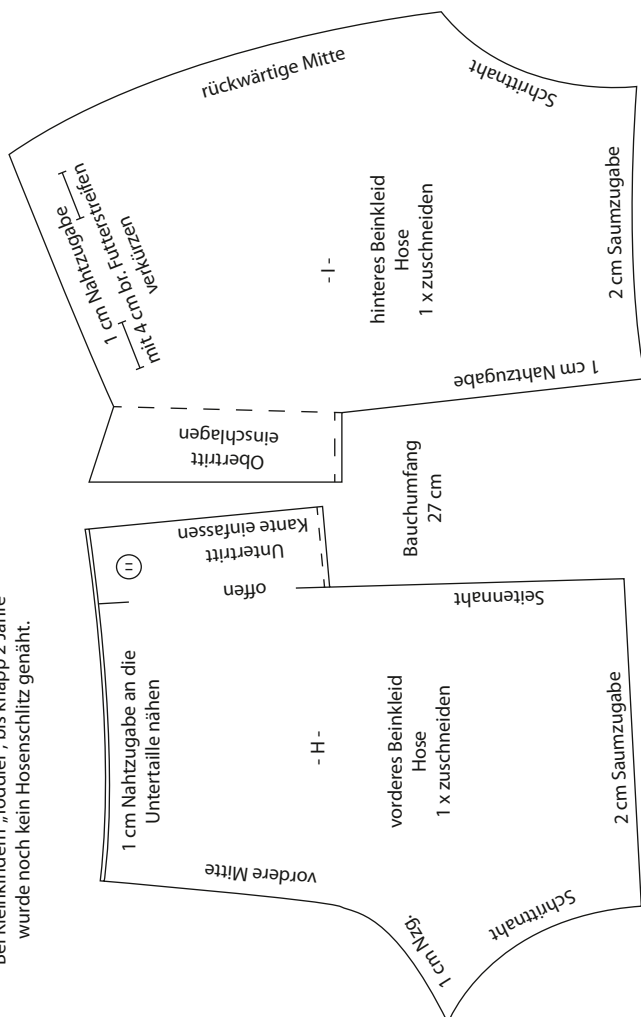 Bei Kleinkindern „Toddler“, bis knapp 2 Jahre
wurde noch kein Hosenschlitz genäht.
1 cm Nahtzugabe an die
Untertaille nähen
vordere Mitte
offen
Untertritt
Kante einfassen
- H -
vorderes Beinkleid
Hose
1 x zuschneiden
1 cm Nzg.
Schrittnaht
Seitennaht
2 cm Saumzugabe
Bauchumfang
27 cm
Obertritt
einschlagen
1 cm Nahtzugabe
mit 4 cm br. Futterstreifen
verkürzen
rückwärtige Mitte
- I -
hinteres Beinkleid
Hose
1 x zuschneiden
Schrittnaht
1 cm Nahtzugabe
2 cm Saumzugabe